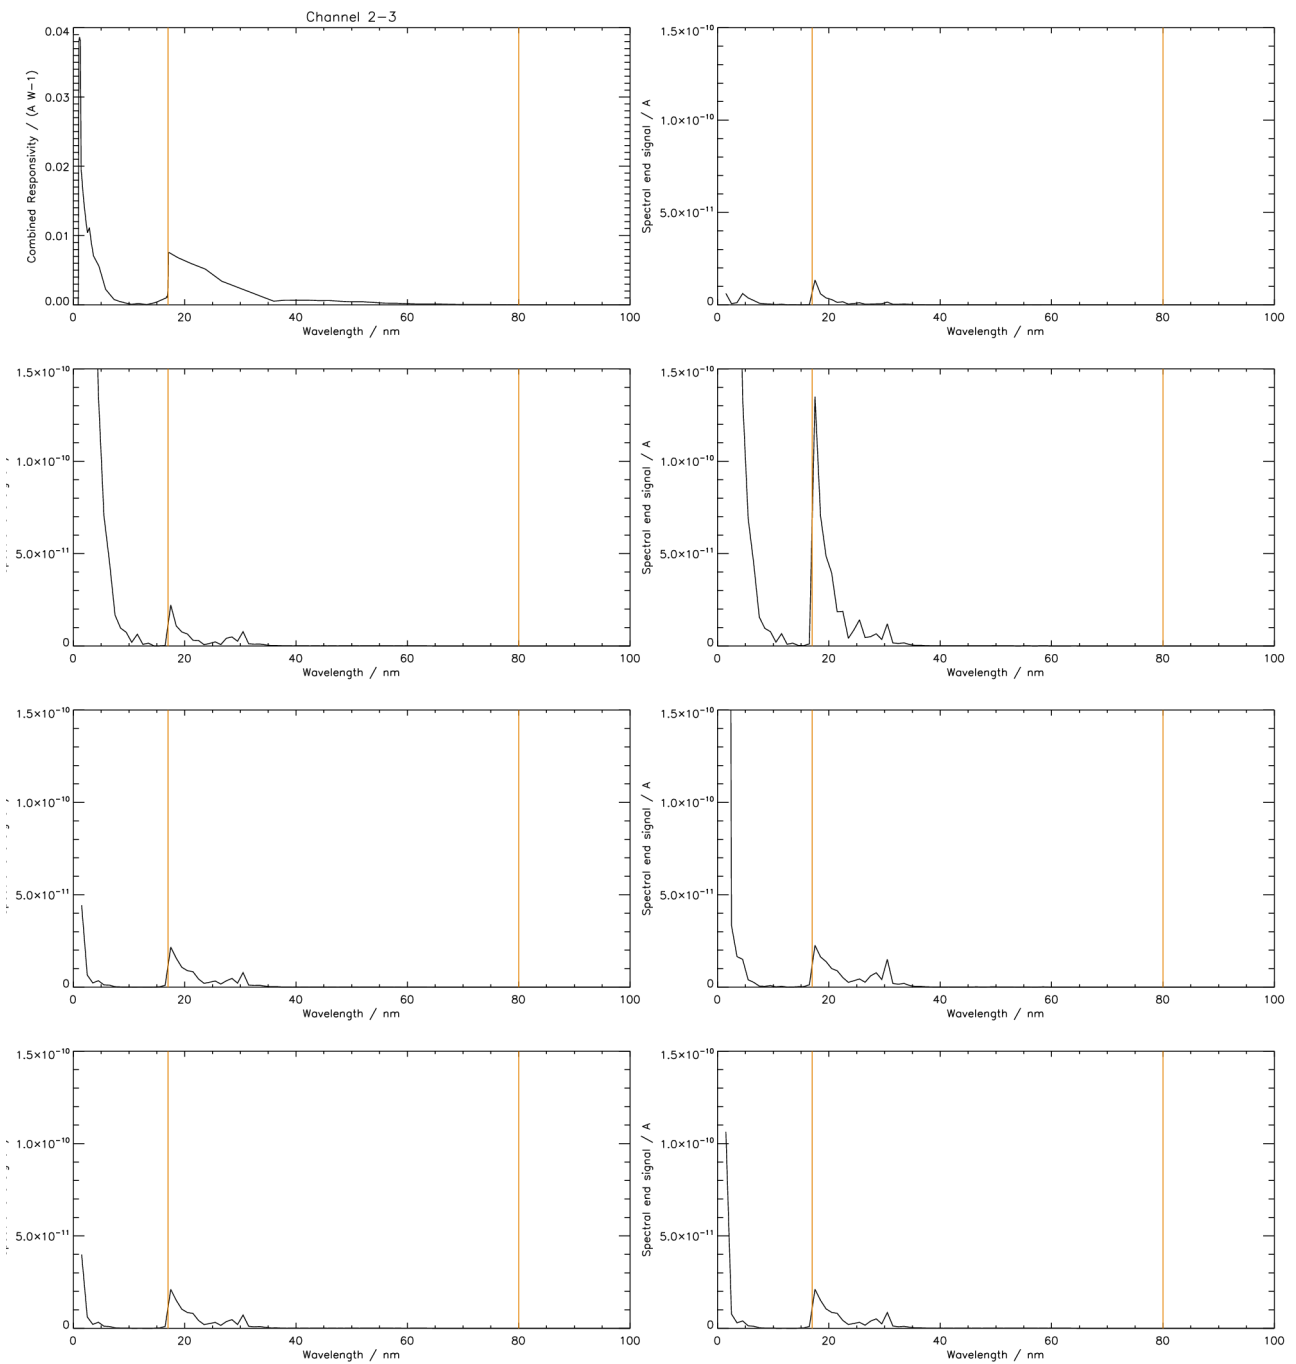 Channel 2-3
Combined Responsivity / (A W-1)
0.04
0.03
0.02
0.01
0.00
0 20 40 60 80 100
Wavelength / nm
Spectral end signal / A
1.5×10⁻¹⁰
1.0×10⁻¹⁰
5.0×10⁻¹¹
0
0 20 40 60 80 100
Wavelength / nm
1.5×10⁻¹⁰
1.0×10⁻¹⁰
5.0×10⁻¹¹
0
0 20 40 60 80 100
Wavelength / nm
Spectral end signal / A
1.5×10⁻¹⁰
1.0×10⁻¹⁰
5.0×10⁻¹¹
0
0 20 40 60 80 100
Wavelength / nm
1.5×10⁻¹⁰
1.0×10⁻¹⁰
5.0×10⁻¹¹
0
0 20 40 60 80 100
Wavelength / nm
Spectral end signal / A
1.5×10⁻¹⁰
1.0×10⁻¹⁰
5.0×10⁻¹¹
0
0 20 40 60 80 100
Wavelength / nm
1.5×10⁻¹⁰
1.0×10⁻¹⁰
5.0×10⁻¹¹
0
0 20 40 60 80 100
Wavelength / nm
Spectral end signal / A
1.5×10⁻¹⁰
1.0×10⁻¹⁰
5.0×10⁻¹¹
0
0 20 40 60 80 100
Wavelength / nm